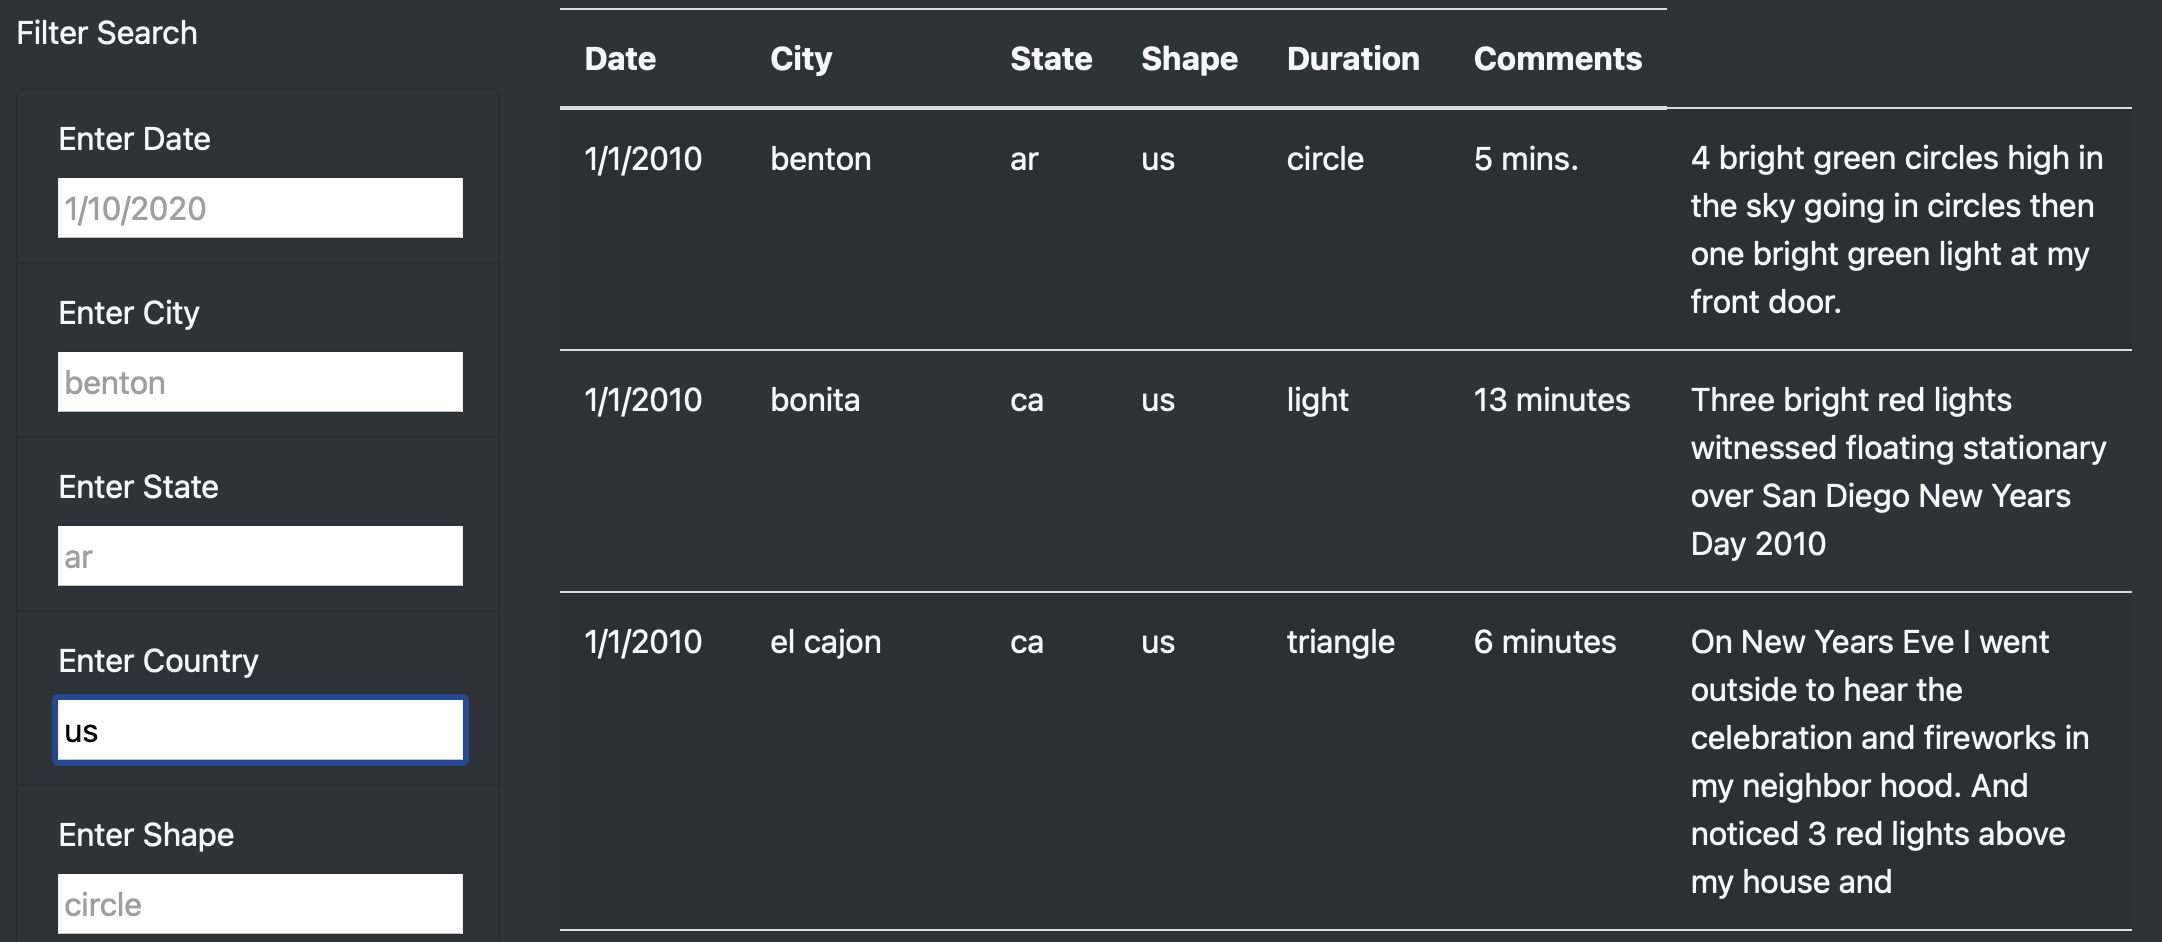 Filter Search
Enter Date
1/10/2020
Enter City
benton
Enter State
ar
Enter Country
us
Enter Shape
circle
Date City State Shape Duration Comments
1/1/2010 benton ar us circle 5 mins. 4 bright green circles high in
the sky going in circles then
one bright green light at my
front door.
1/1/2010 bonita ca us light 13 minutes Three bright red lights
witnessed floating stationary
over San Diego New Years
Day 2010
1/1/2010 el cajon ca us triangle 6 minutes On New Years Eve I went
outside to hear the
celebration and fireworks in
my neighbor hood. And
noticed 3 red lights above
my house and